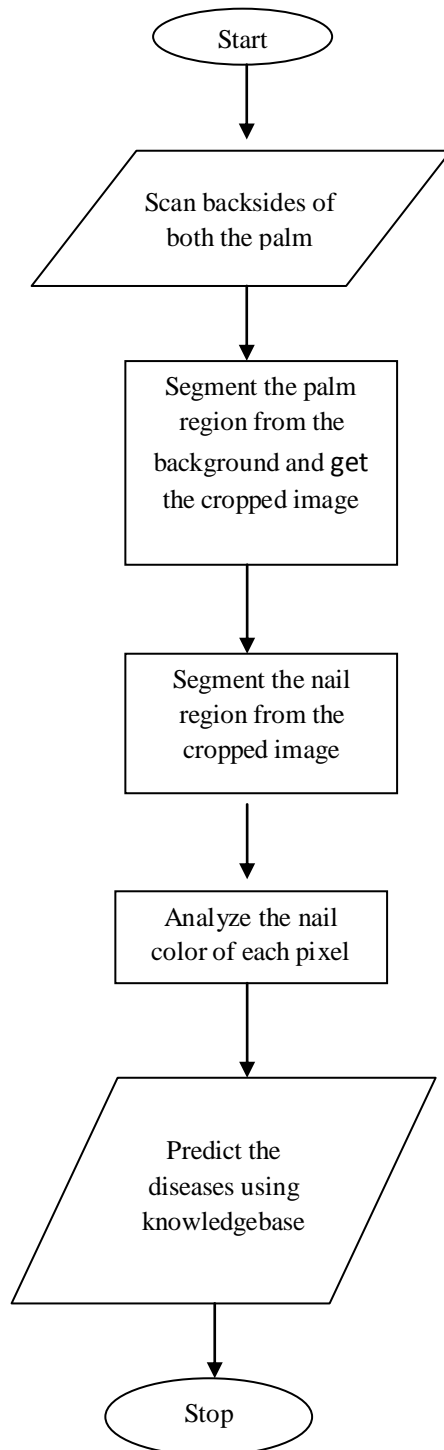 Start
Scan backsides of
both the palm
Segment the palm
region from the
background and get
the cropped image
Segment the nail
region from the
cropped image
Analyze the nail
color of each pixel
Predict the
diseases using
knowledgebase
Stop